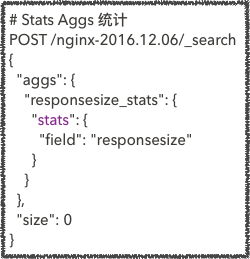 # Stats Aggs 统计
POST /nginx-2016.12.06/_search
{
  "aggs": {
    "responsesize_stats": {
      "stats": {
        "field": "responsesize"
      }
    }
  },
  "size": 0
}